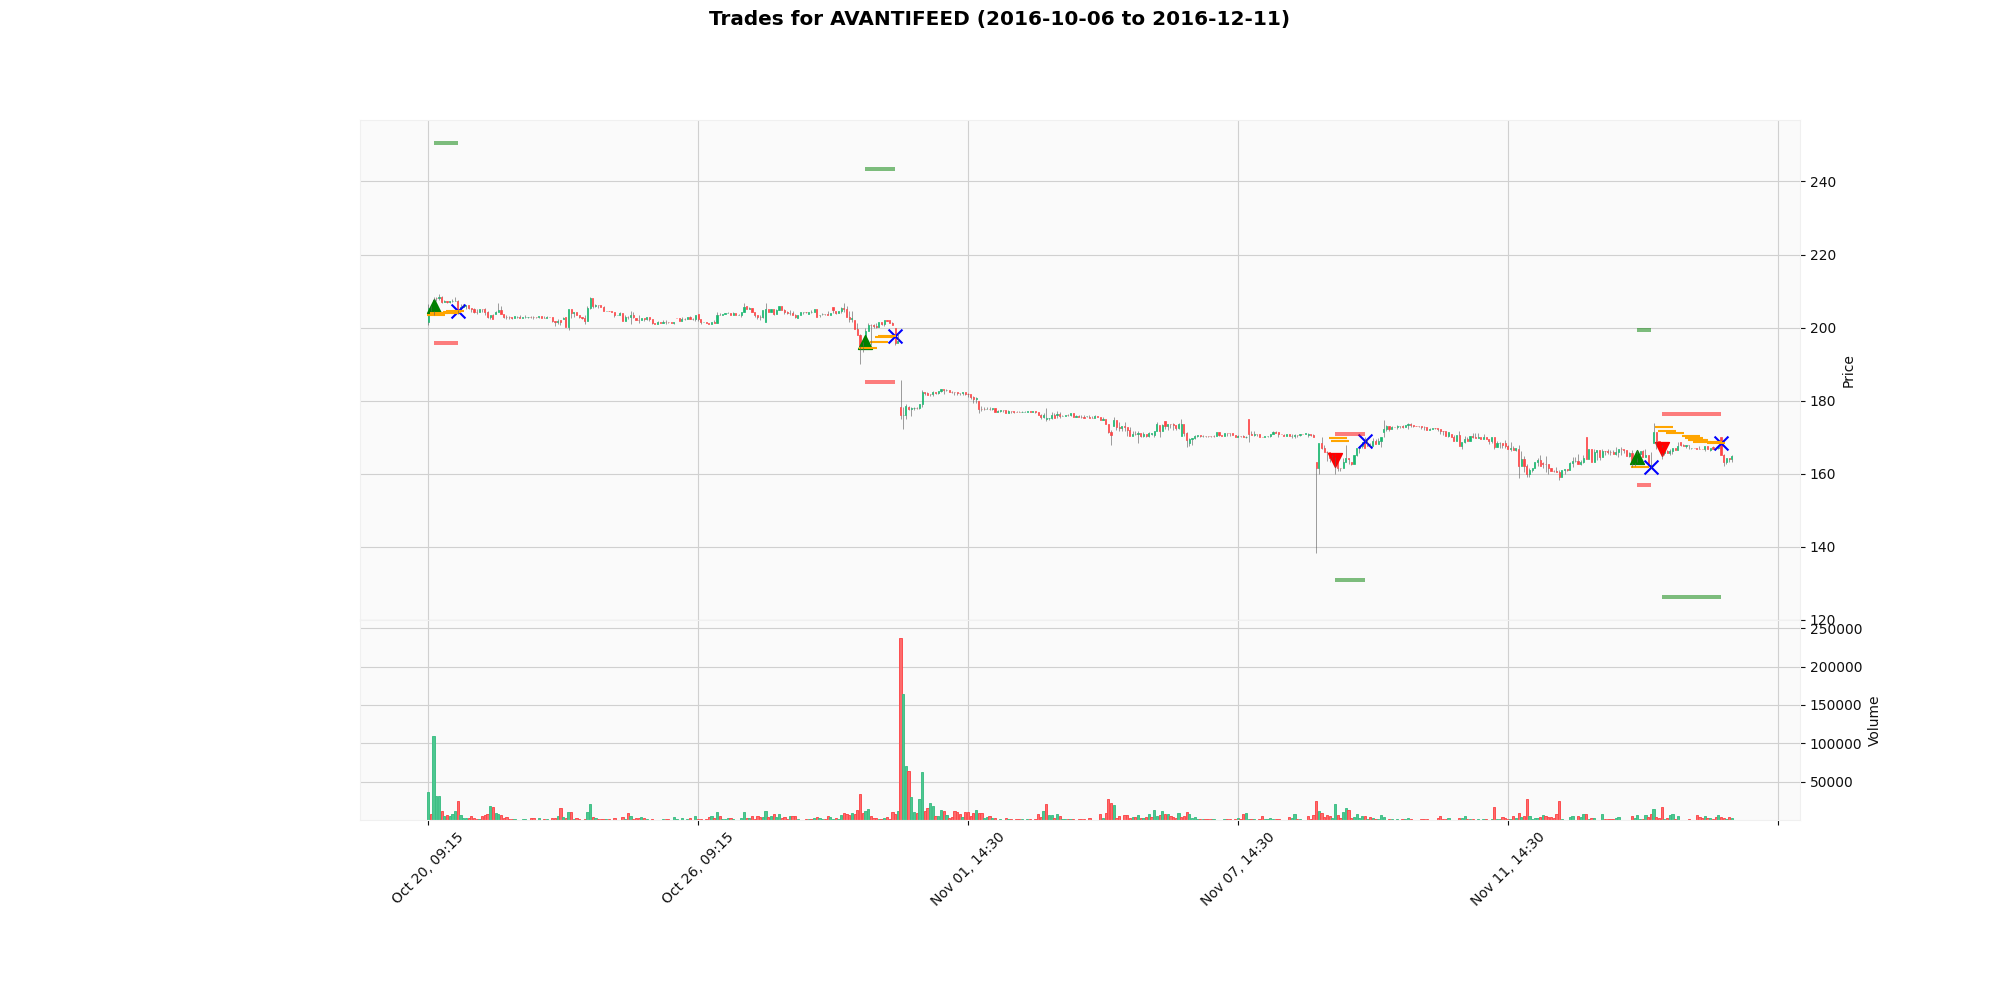 Trades for AVANTIFEED (2016-10-06 to 2016-12-11)
240
220
200
180
160
140
120
Price
250000
200000
150000
100000
50000
Volume
Oct 20, 09:15
Oct 26, 09:15
Nov 01, 14:30
Nov 07, 14:30
Nov 11, 14:30